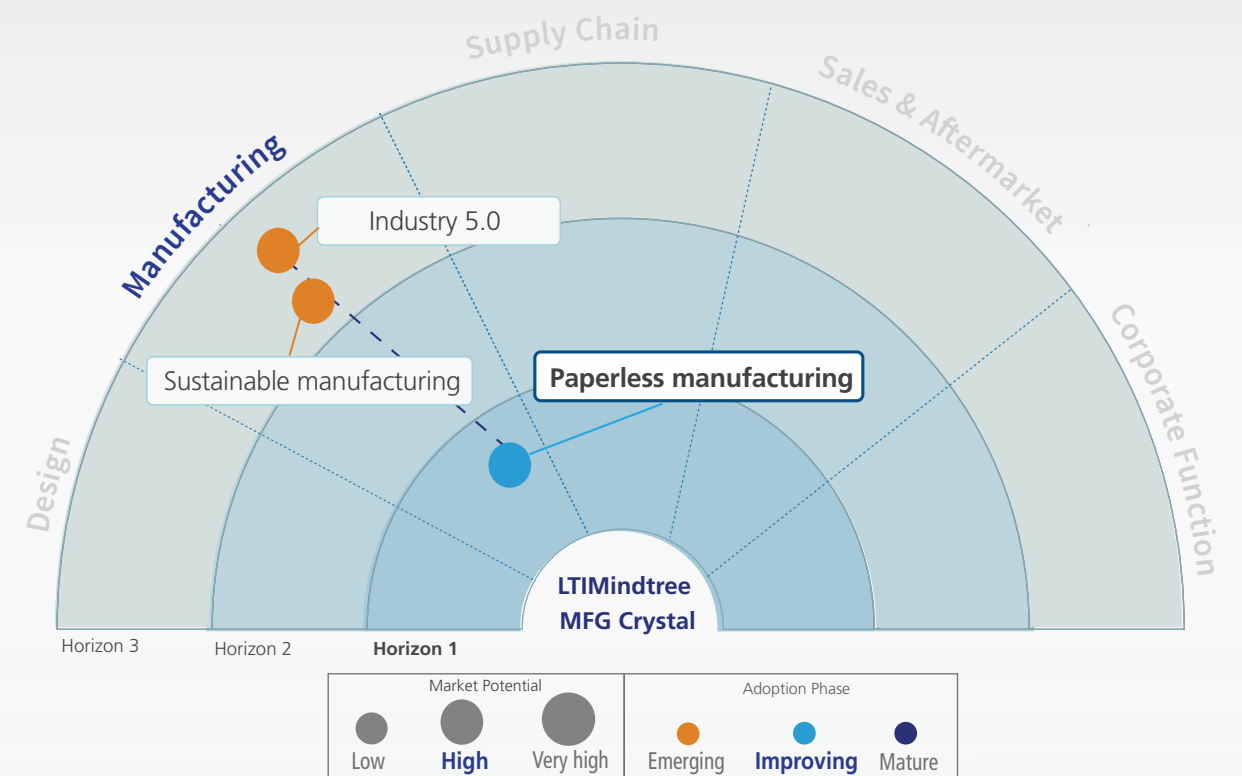 Supply Chain
Sales & Aftermarket
Manufacturing
Industry 5.0
Corporate Function
Paperless manufacturing
Sustainable manufacturing
Design
LTIMindtree
MFG Crystal
Horizon 3
Horizon 2
Horizon 1
Market Potential
Adoption Phase
Low
High
Very high
Emerging
Improving
Mature